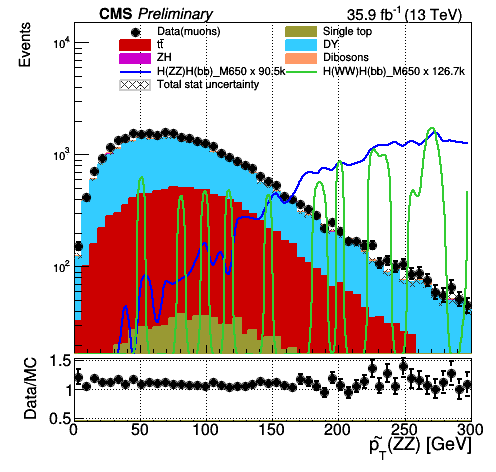 CMS Preliminary 35.9 fb⁻¹ (13 TeV)
Events
Data(muons) Single top
tt̄ DY
ZH Dibosons
H(ZZ)H(bb)_M650 x 90.5k H(WW)H(bb)_M650 x 126.7k
Total stat uncertainty
10⁴
10³
10²
Data/MC
1.5
1
0.5
0 50 100 150 200 250 300
p̃_T(ZZ) [GeV]